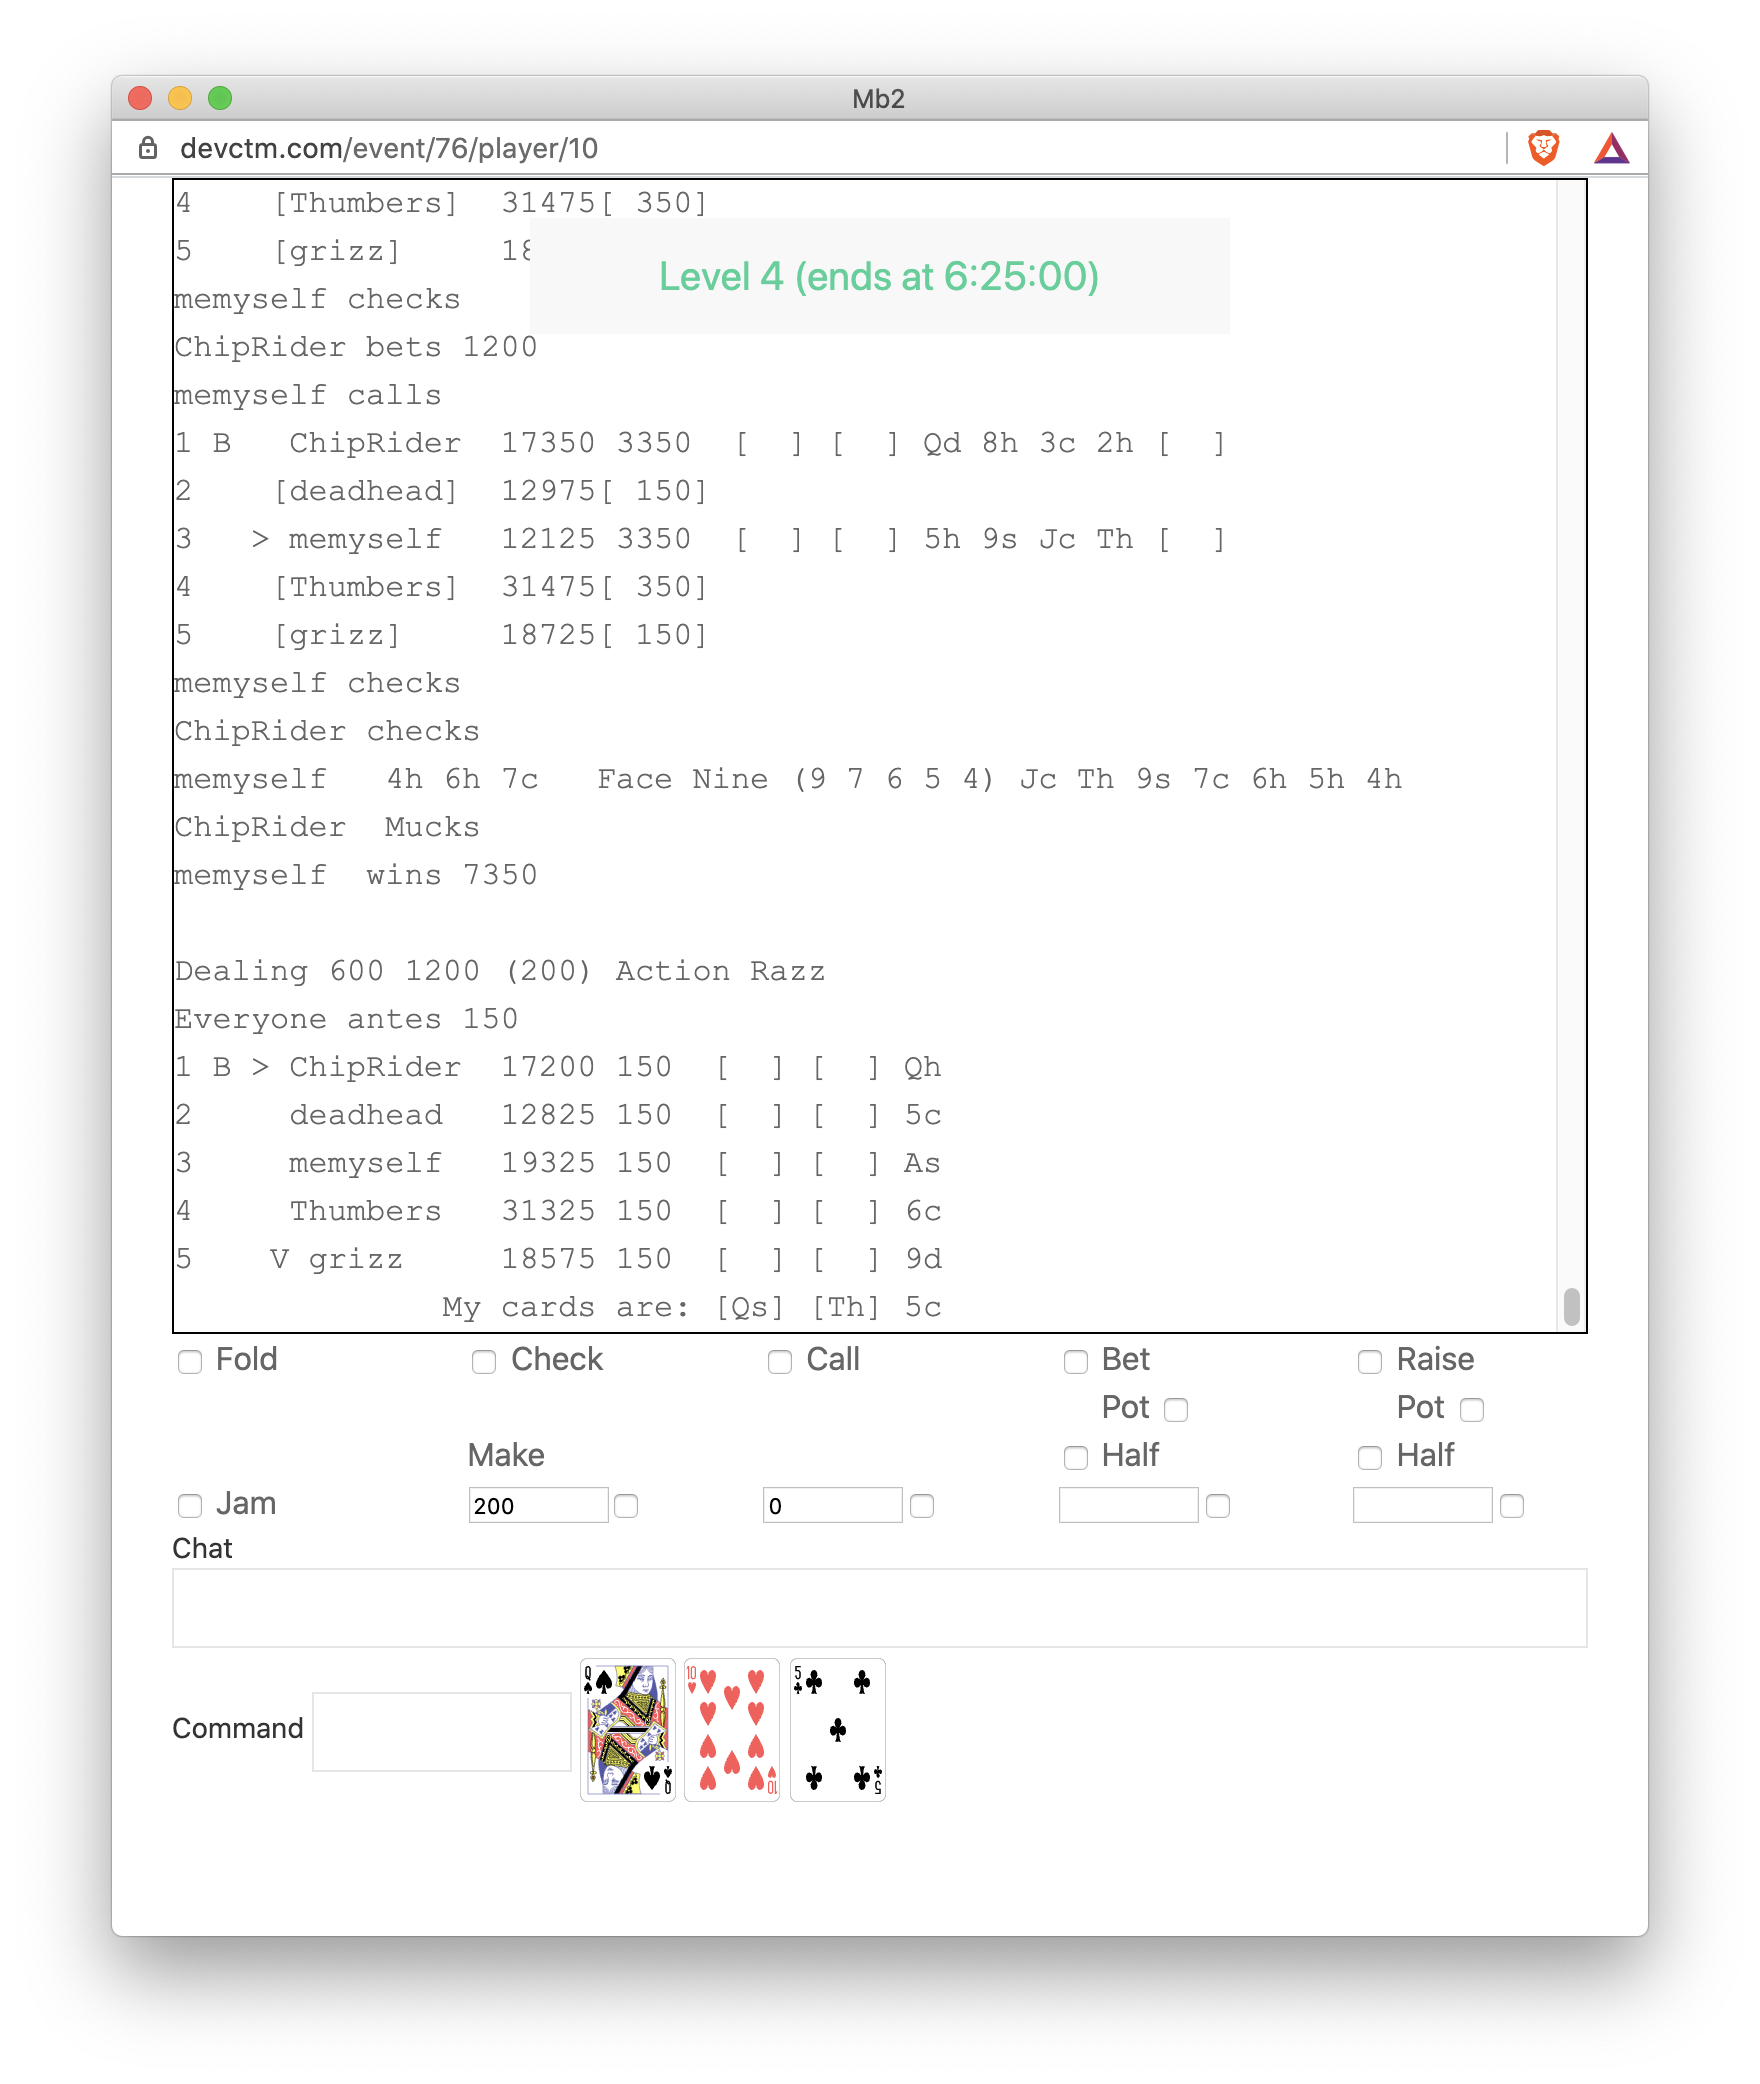 Mb2
devctm.com/event/76/player/10
4 [Thumbers] 31475[ 350]
5 [grizz] 18
Level 4 (ends at 6:25:00)
memyself checks
ChipRider bets 1200
memyself calls
1 B ChipRider 17350 3350 [ ] [ ] Qd 8h 3c 2h [ ]
2 [deadhead] 12975[ 150]
3 > memyself 12125 3350 [ ] [ ] 5h 9s Jc Th [ ]
4 [Thumbers] 31475[ 350]
5 [grizz] 18725[ 150]
memyself checks
ChipRider checks
memyself 4h 6h 7c Face Nine (9 7 6 5 4) Jc Th 9s 7c 6h 5h 4h
ChipRider Mucks
memyself wins 7350
Dealing 600 1200 (200) Action Razz
Everyone antes 150
1 B > ChipRider 17200 150 [ ] [ ] Qh
2 deadhead 12825 150 [ ] [ ] 5c
3 memyself 19325 150 [ ] [ ] As
4 Thumbers 31325 150 [ ] [ ] 6c
5 V grizz 18575 150 [ ] [ ] 9d
My cards are: [Qs] [Th] 5c
Fold Check Call Bet Raise
Pot Pot
Make Half Half
Jam 200 0
Chat
Command
Q 10 5
Q 10 5